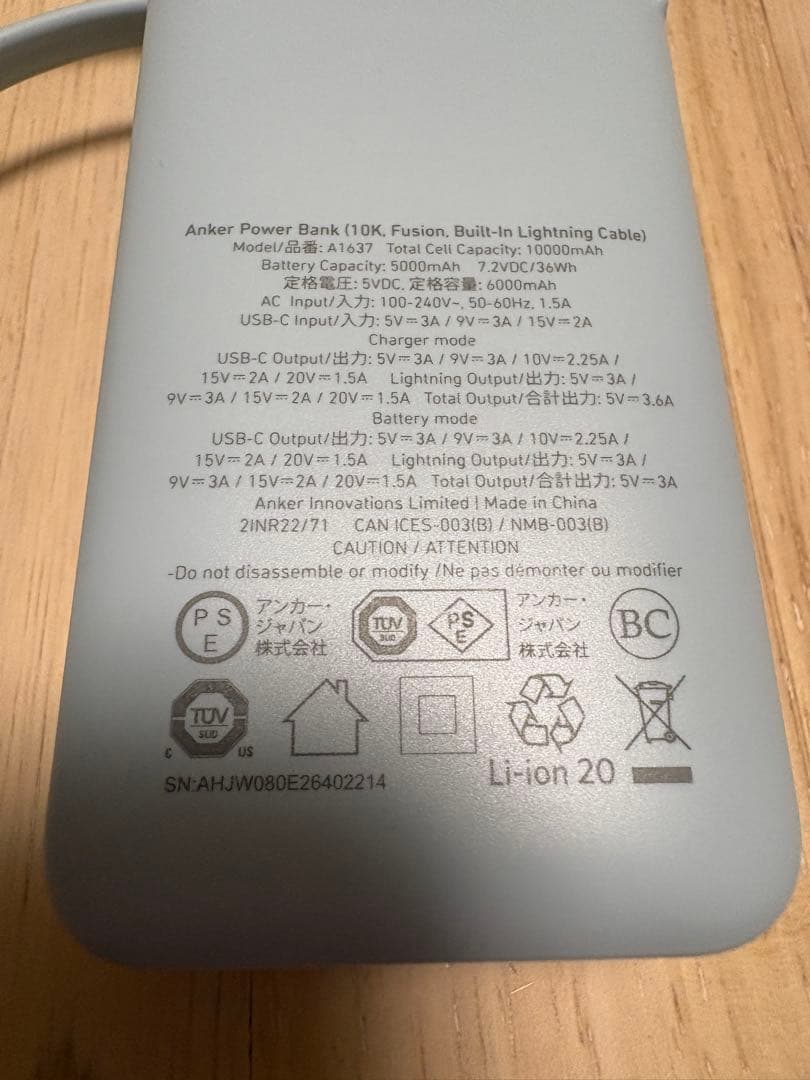 Anker Power Bank (10K, Fusion, Built-In Lightning Cable)
Model/品番: A1637 Total Cell Capacity: 10000mAh
Battery Capacity: 5000mAh 7.2VDC/36Wh
定格電圧: 5VDC, 定格容量: 6000mAh
AC Input/入力: 100-240V~, 50-60Hz, 1.5A
USB-C Input/入力: 5V⎓3A / 9V⎓3A / 15V⎓2A
Charger mode
USB-C Output/出力: 5V⎓3A / 9V⎓3A / 10V⎓2.25A /
15V⎓2A / 20V⎓1.5A Lightning Output/出力: 5V⎓3A /
9V⎓3A / 15V⎓2A / 20V⎓1.5A Total Output/合計出力: 5V⎓3.6A
Battery mode
USB-C Output/出力: 5V⎓3A / 9V⎓3A / 10V⎓2.25A /
15V⎓2A / 20V⎓1.5A Lightning Output/出力: 5V⎓3A /
9V⎓3A / 15V⎓2A / 20V⎓1.5A Total Output/合計出力: 5V⎓3A
Anker Innovations Limited | Made in China
2INR22/71 CAN ICES-003(B) / NMB-003(B)
CAUTION / ATTENTION
-Do not disassemble or modify /Ne pas démonter ou modifier
PSE アンカー・ジャパン株式会社 TÜV SUD PSE アンカー・ジャパン株式会社 BC
TÜV SUD C US
Li-ion 20
SN:AHJW080E26402214